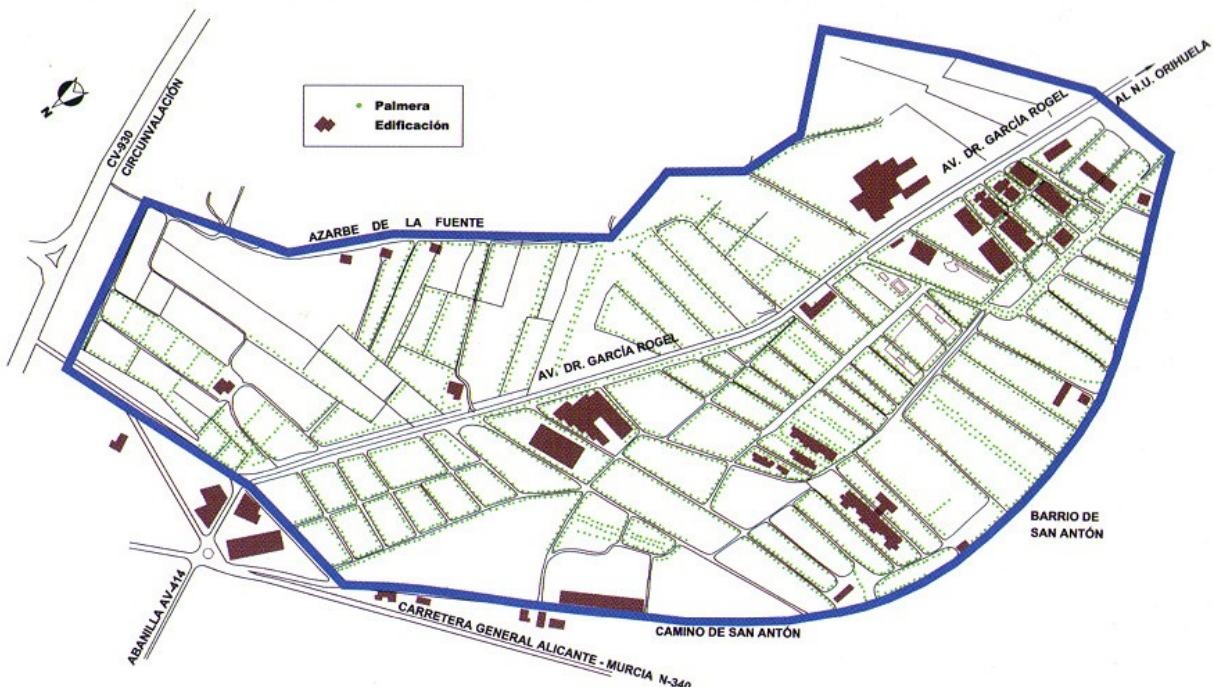 CV-930
CIRCUNVALACIÓN
N
Palmera
Edificación
AZARBE DE LA FUENTE
AV. DR. GARCÍA ROGEL
AL N.U. ORIHUELA
AV. DR. GARCÍA ROGEL
BARRIO DE
SAN ANTÓN
ABANILLA AV-414
CARRETERA GENERAL ALICANTE - MURCIA N-340
CAMINO DE SAN ANTÓN